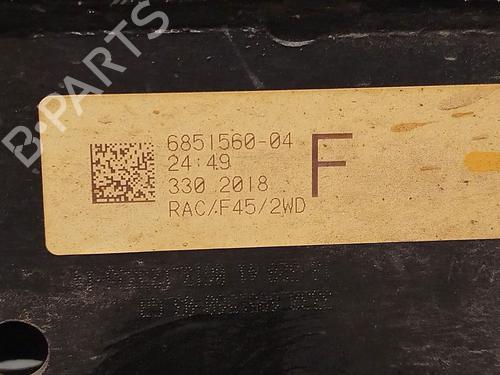 B-PARTS
6851560-04
24:49
330 2018
RAC/F45/2WD
F